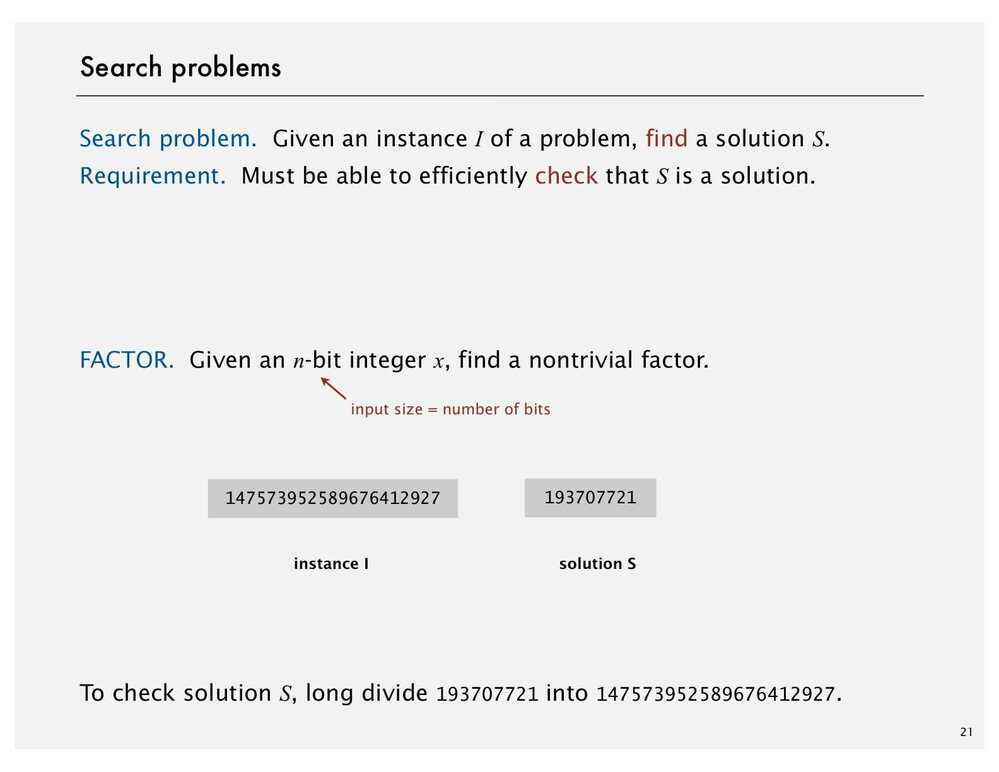 Search problems
Search problem. Given an instance I of a problem, find a solution S.
Requirement. Must be able to efficiently check that S is a solution.
FACTOR. Given an n-bit integer x, find a nontrivial factor.
input size = number of bits
147573952589676412927 193707721
instance I solution S
To check solution S, long divide 193707721 into 147573952589676412927.
21